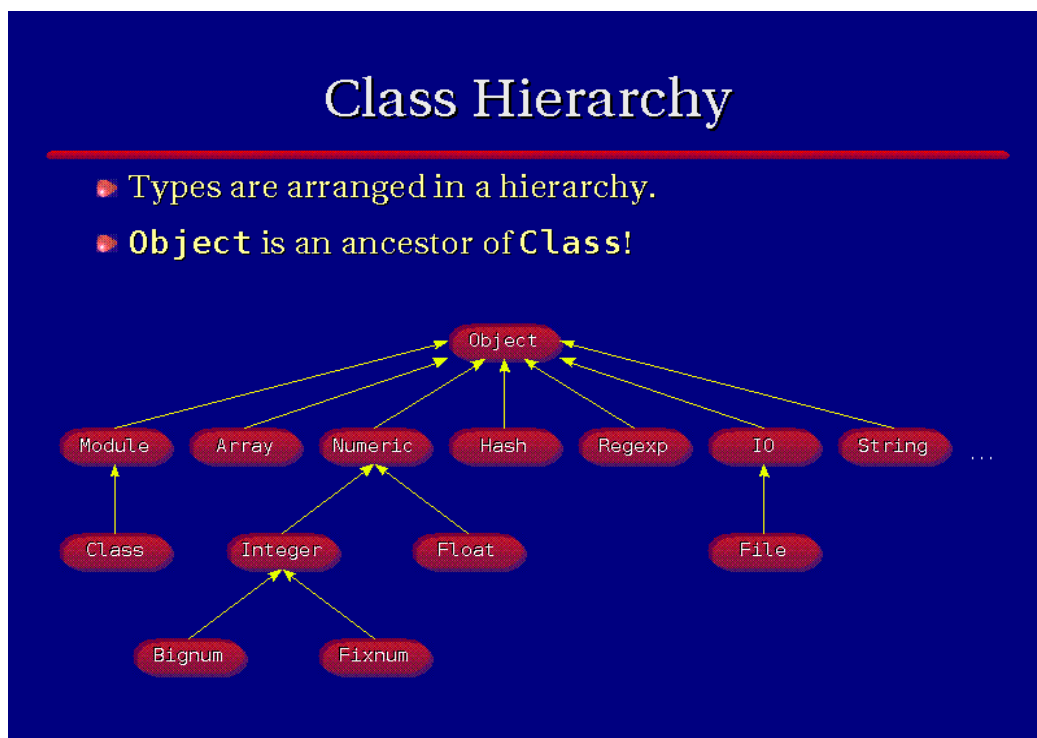 Class Hierarchy
Types are arranged in a hierarchy.
Object is an ancestor of Class!
Object
Module Array Numeric Hash Regexp IO String ...
Class Integer Float File
Bignum Fixnum